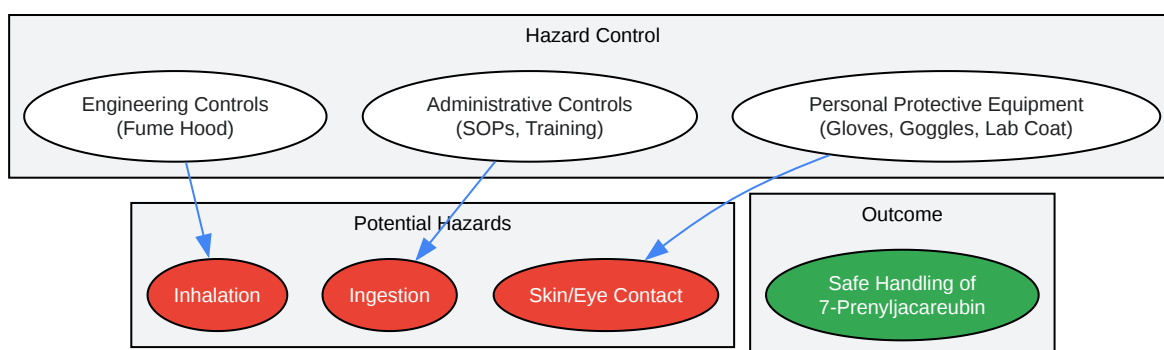 Hazard Control
Engineering Controls
(Fume Hood)
Administrative Controls
(SOPs, Training)
Personal Protective Equipment
(Gloves, Goggles, Lab Coat)
Potential Hazards
Inhalation
Ingestion
Skin/Eye Contact
Outcome
Safe Handling of
7-Prenyljacareubin